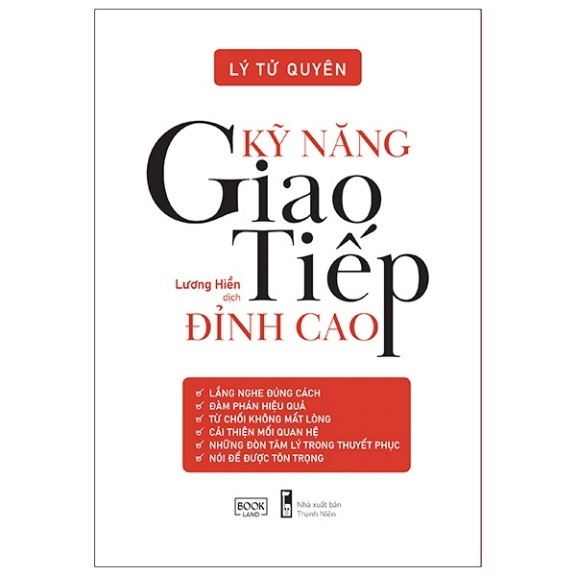 LÝ TỬ QUYÊN
KỸ NĂNG
Giao
Tiếp
Lương Hiền
dịch
ĐỈNH CAO
LẮNG NGHE ĐÚNG CÁCH
ĐÀM PHÁN HIỆU QUẢ
TỪ CHỐI KHÔNG MẤT LÒNG
CẢI THIỆN MỐI QUAN HỆ
NHỮNG ĐÒN TÂM LÝ TRONG THUYẾT PHỤC
NÓI ĐỂ ĐƯỢC TÔN TRỌNG
BOOK
LAND
Nhà xuất bản
Thanh Niên